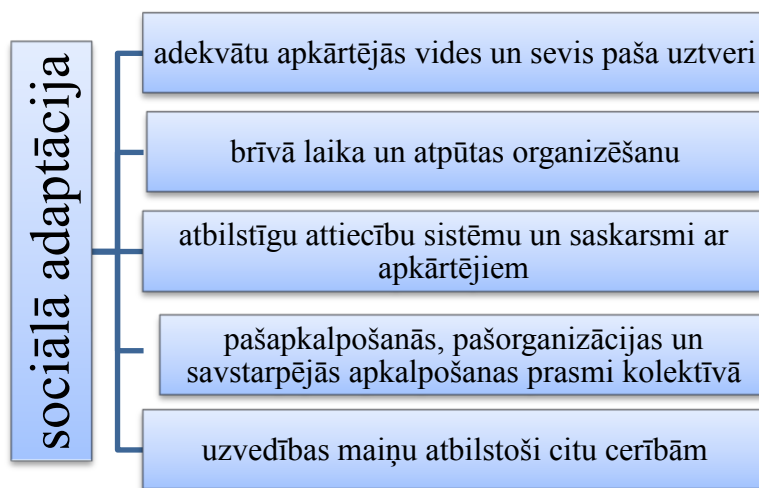 sociālā adaptācija
adekvātu apkārtējās vides un sevis paša uztveri
brīvā laika un atpūtas organizēšanu
atbilstīgu attiecību sistēmu un saskarsmi ar
apkārtējiem
pašapkalpošanās, pašorganizācijas un
savstarpējās apkalpošanas prasmi kolektīvā
uzvedības maiņu atbilstoši citu cerībām